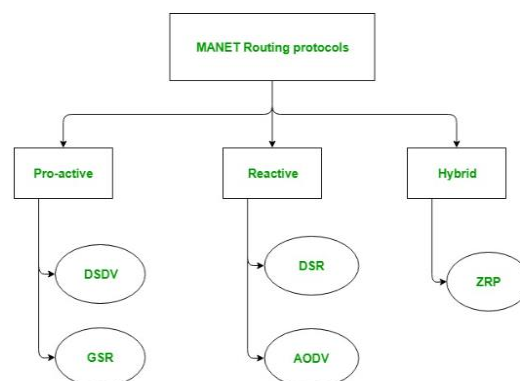 MANET Routing protocols
Pro-active
Reactive
Hybrid
DSDV
DSR
ZRP
GSR
AODV